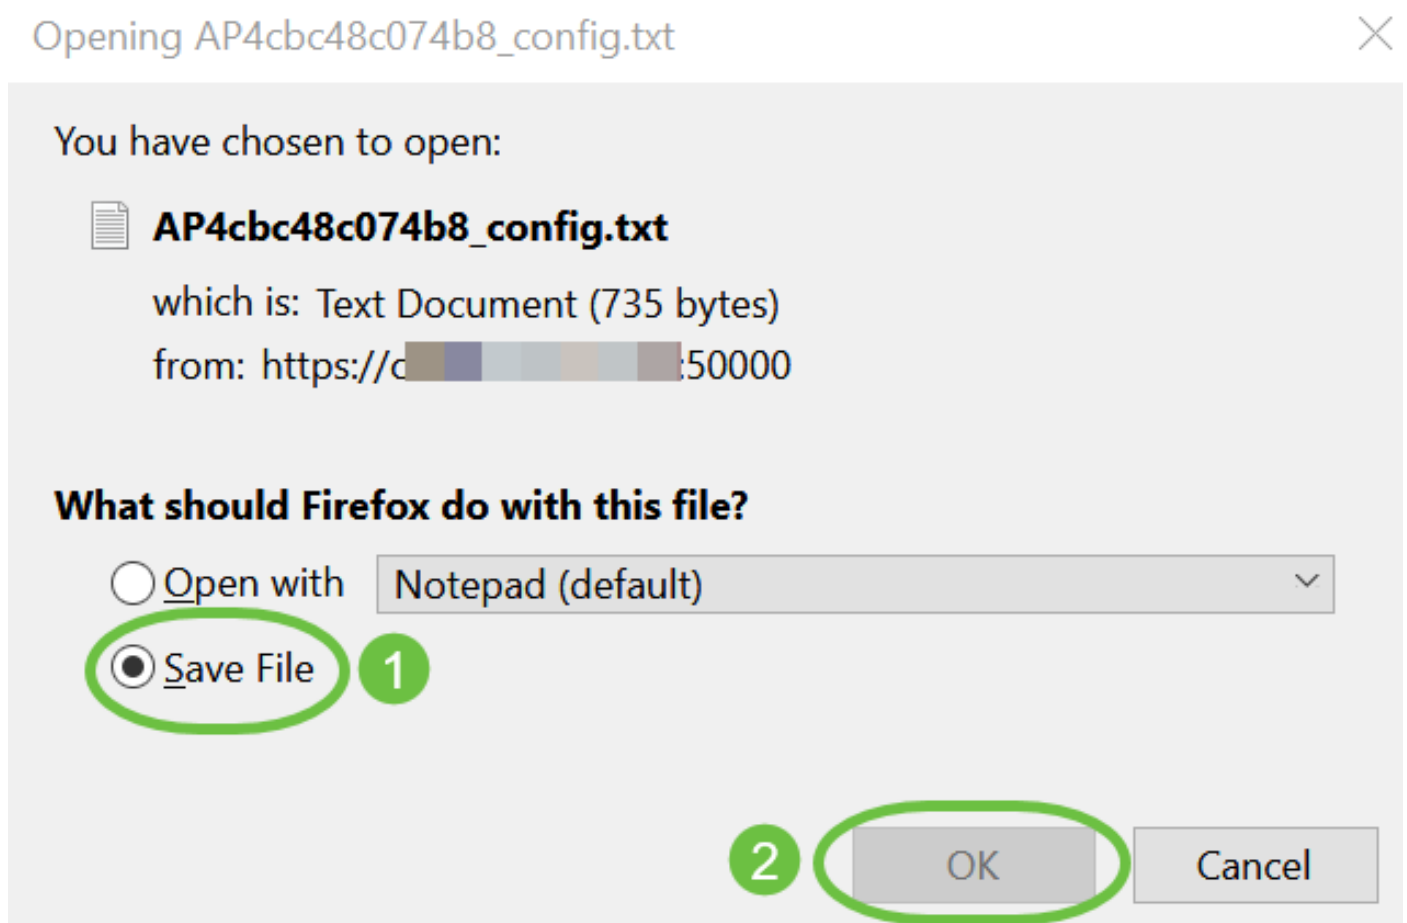 Opening AP4cbc48c074b8_config.txt
You have chosen to open:
AP4cbc48c074b8_config.txt
which is: Text Document (735 bytes)
from: https://c :50000
What should Firefox do with this file?
Open with Notepad (default)
Save File 1
2 OK Cancel